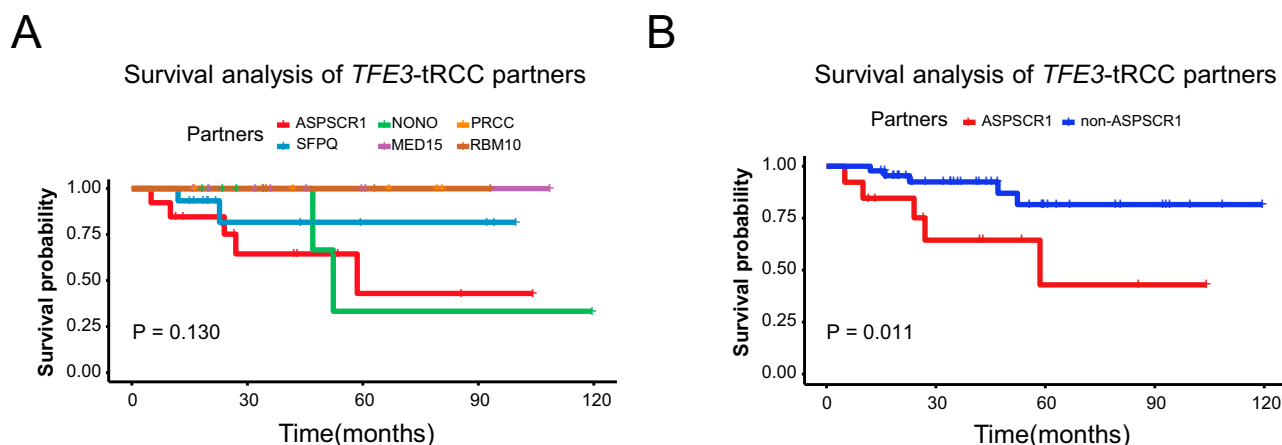 A
Survival analysis of TFE3-tRCC partners
Partners
ASPSCR1 NONO PRCC
SFPQ MED15 RBM10
Survival probability
1.00
0.75
0.50
0.25
0.00
P = 0.130
0 30 60 90 120
Time(months)
B
Survival analysis of TFE3-tRCC partners
Partners ASPSCR1 non-ASPSCR1
Survival probability
1.00
0.75
0.50
0.25
0.00
P = 0.011
0 30 60 90 120
Time(months)